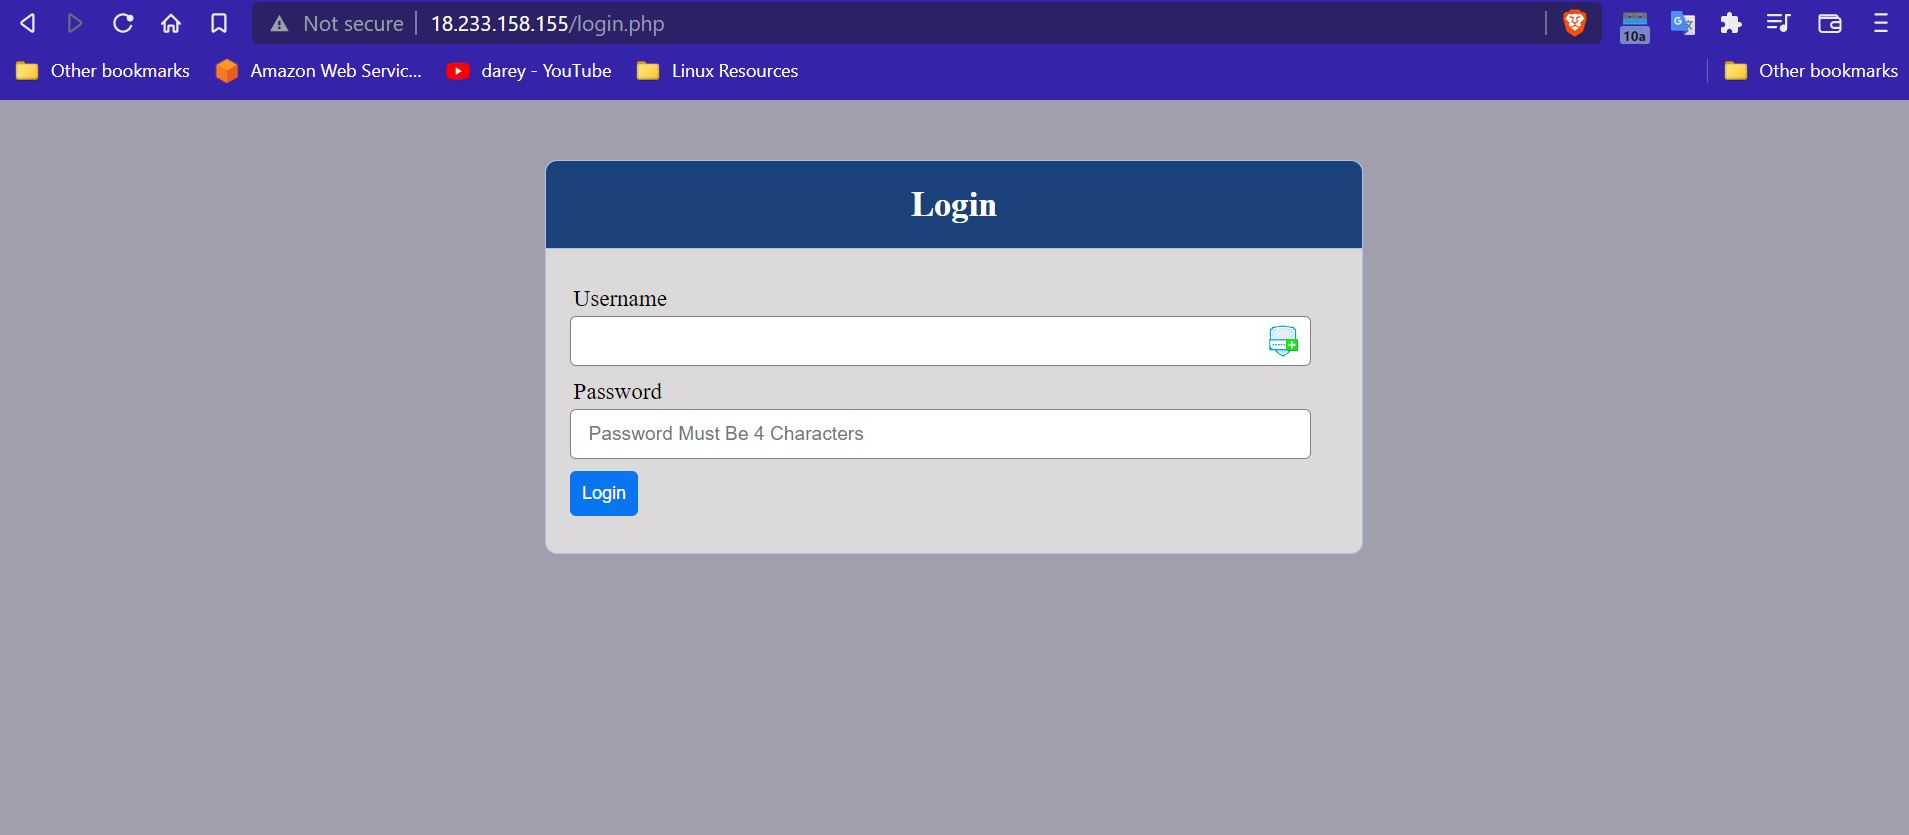 Not secure 18.233.158.155/login.php
10a
Other bookmarks Amazon Web Servic... darey - YouTube Linux Resources Other bookmarks
Login
Username
Password
Password Must Be 4 Characters
Login